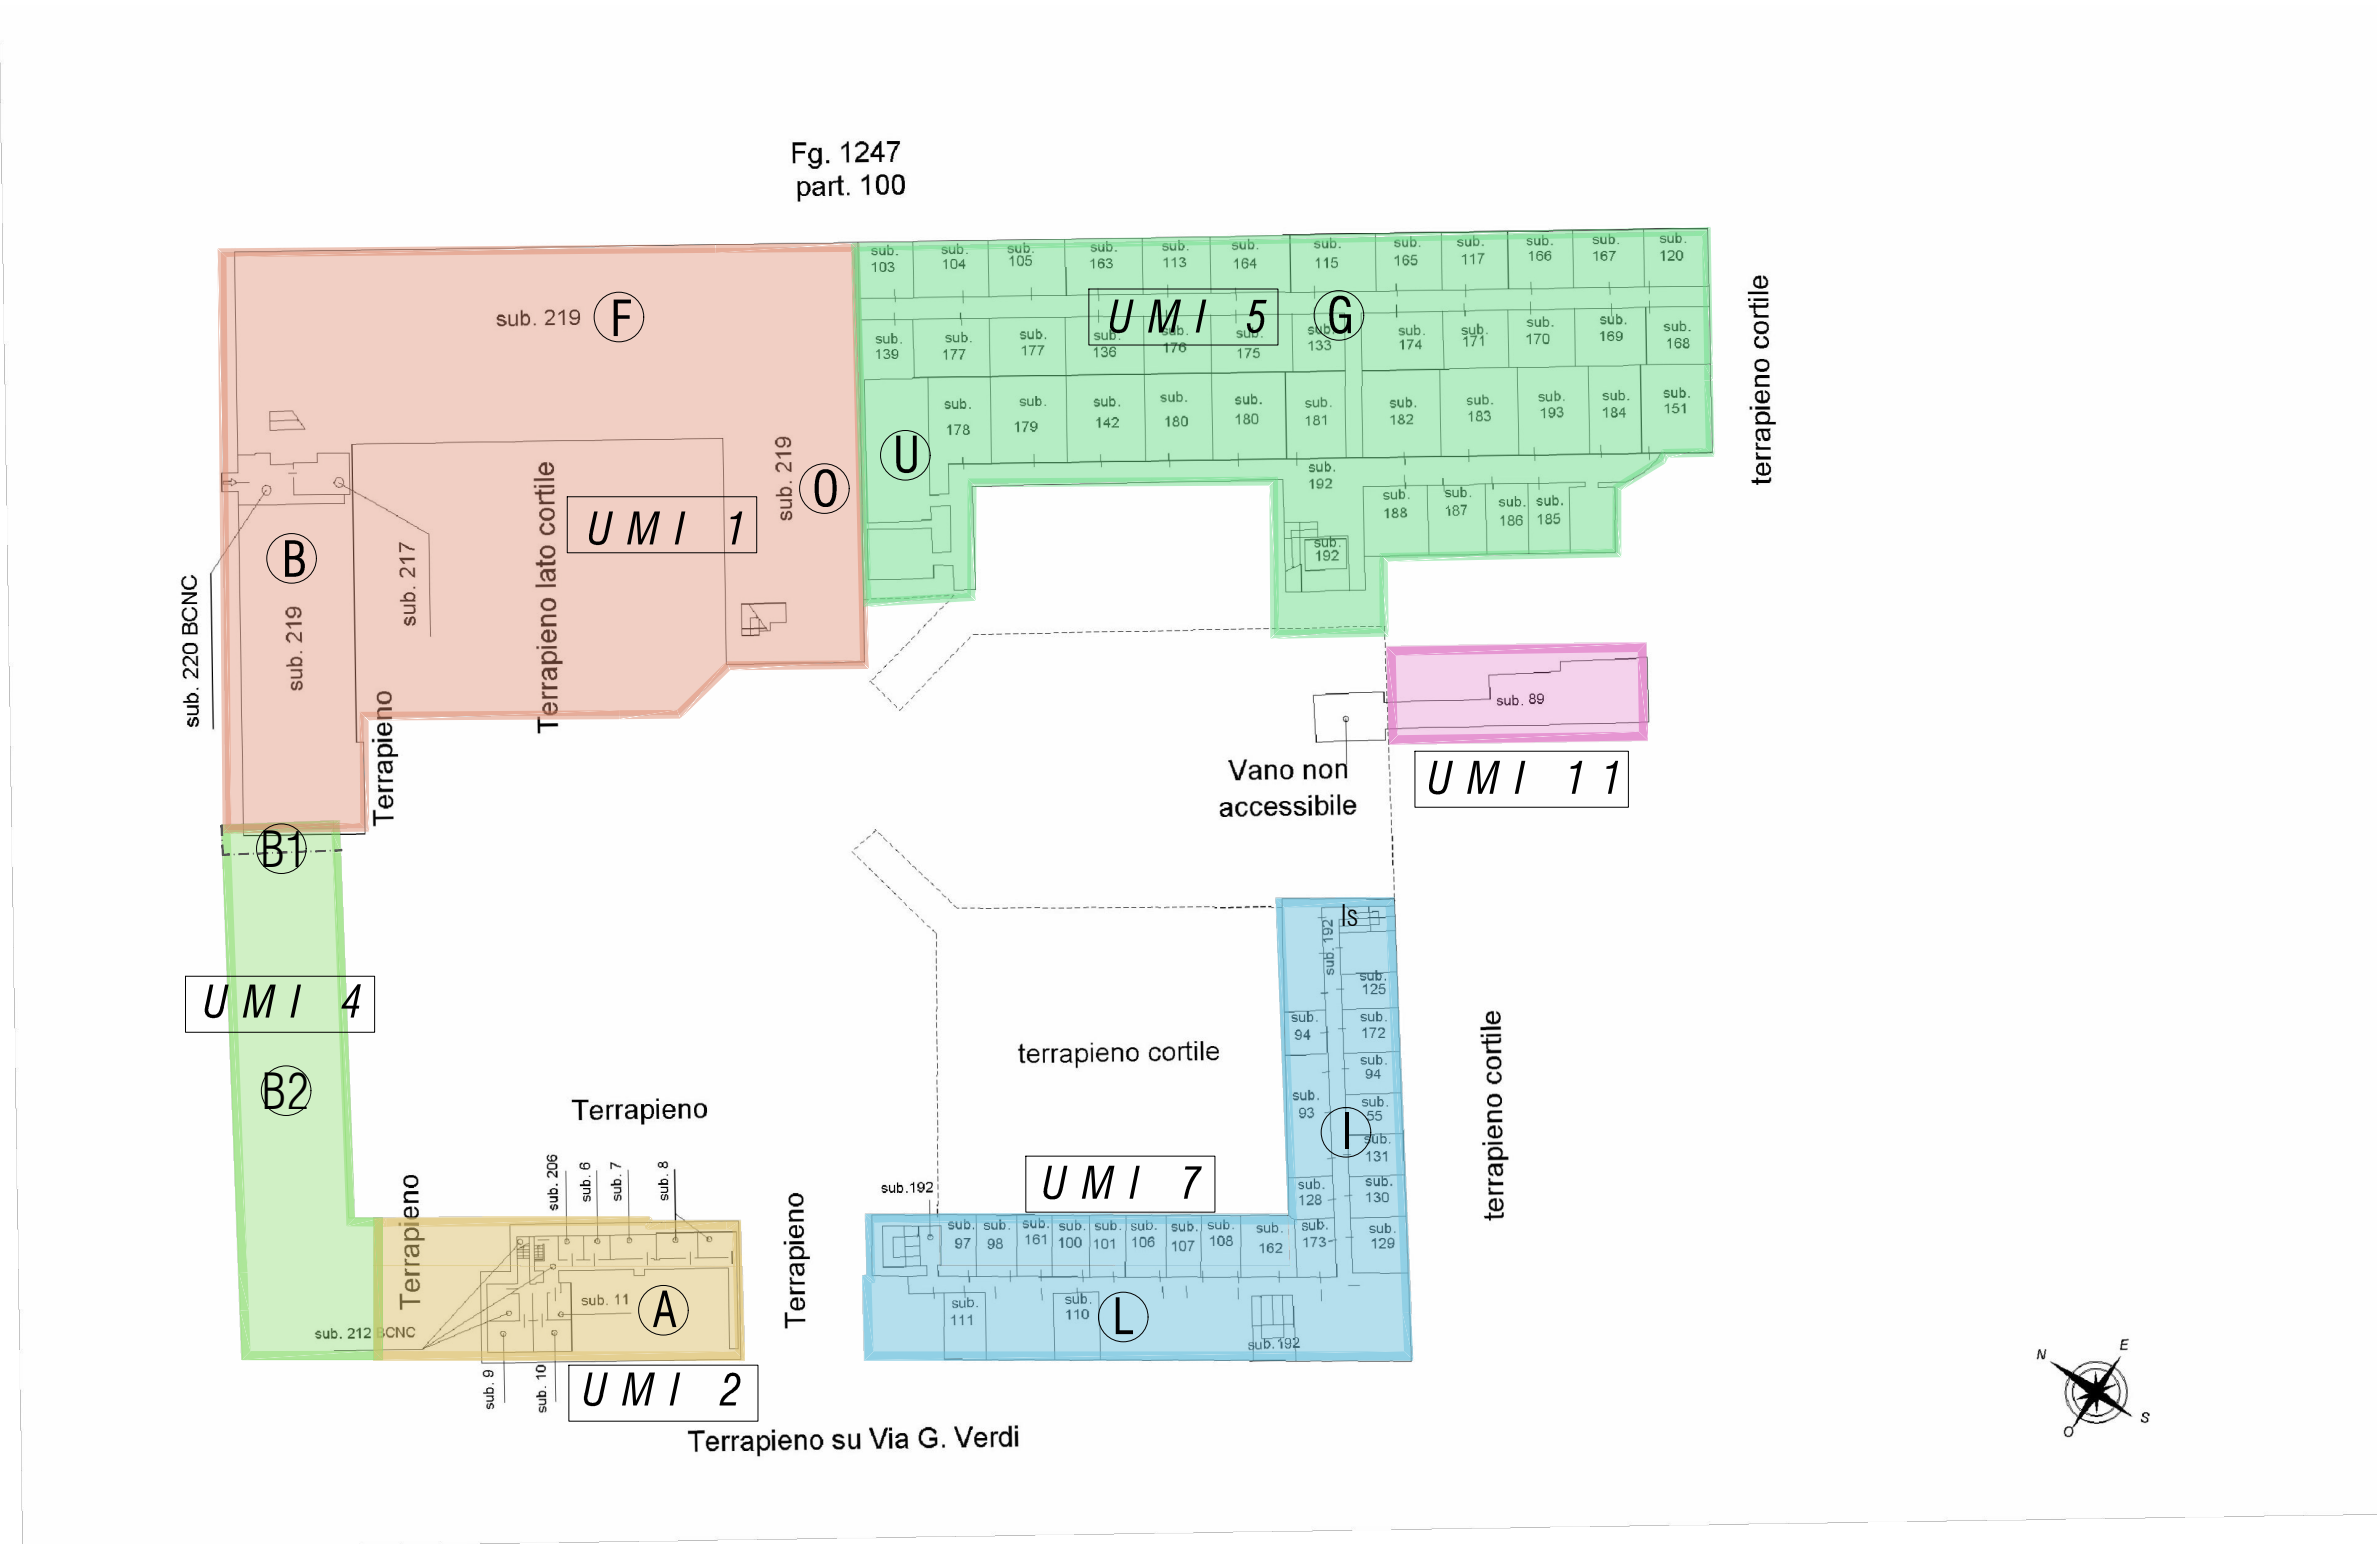 Fg. 1247
part. 100
sub. 103
sub. 104
sub. 105
sub. 163
sub. 113
sub. 164
sub. 115
sub. 165
sub. 117
sub. 166
sub. 167
sub. 120
sub. 219
F
UMI 5
G
sub. 139
sub. 177
sub. 177
sub. 136
sub. 176
sub. 175
sub. 133
sub. 174
sub. 171
sub. 170
sub. 169
sub. 168
terrapieno cortile
sub. 178
sub. 179
sub. 142
sub. 180
sub. 180
sub. 181
sub. 182
sub. 183
sub. 193
sub. 184
sub. 151
U
sub. 219
O
sub. 192
sub. 188
sub. 187
sub. 186
sub. 185
sub. 192
UMI 1
Terrapieno lato cortile
B
sub. 217
sub. 219
sub. 220 BCNC
Terrapieno
sub. 89
Vano non
accessibile
UMI 11
B1
UMI 4
B2
Is
sub. 192
sub. 125
sub. 94
sub. 172
sub. 94
sub. 93
sub. 55
I
sub. 131
sub. 128
sub. 130
sub. 173
sub. 129
terrapieno cortile
terrapieno cortile
Terrapieno
UMI 7
sub.192
sub. 97
sub. 98
sub. 161
sub. 100
sub. 101
sub. 106
sub. 107
sub. 108
sub. 162
sub. 111
sub. 110
L
sub.192
Terrapieno
Terrapieno
sub. 206
sub. 6
sub. 7
sub. 8
sub. 11
A
sub. 212 BCNC
sub. 9
sub. 10
UMI 2
Terrapieno su Via G. Verdi
N
E
S
O